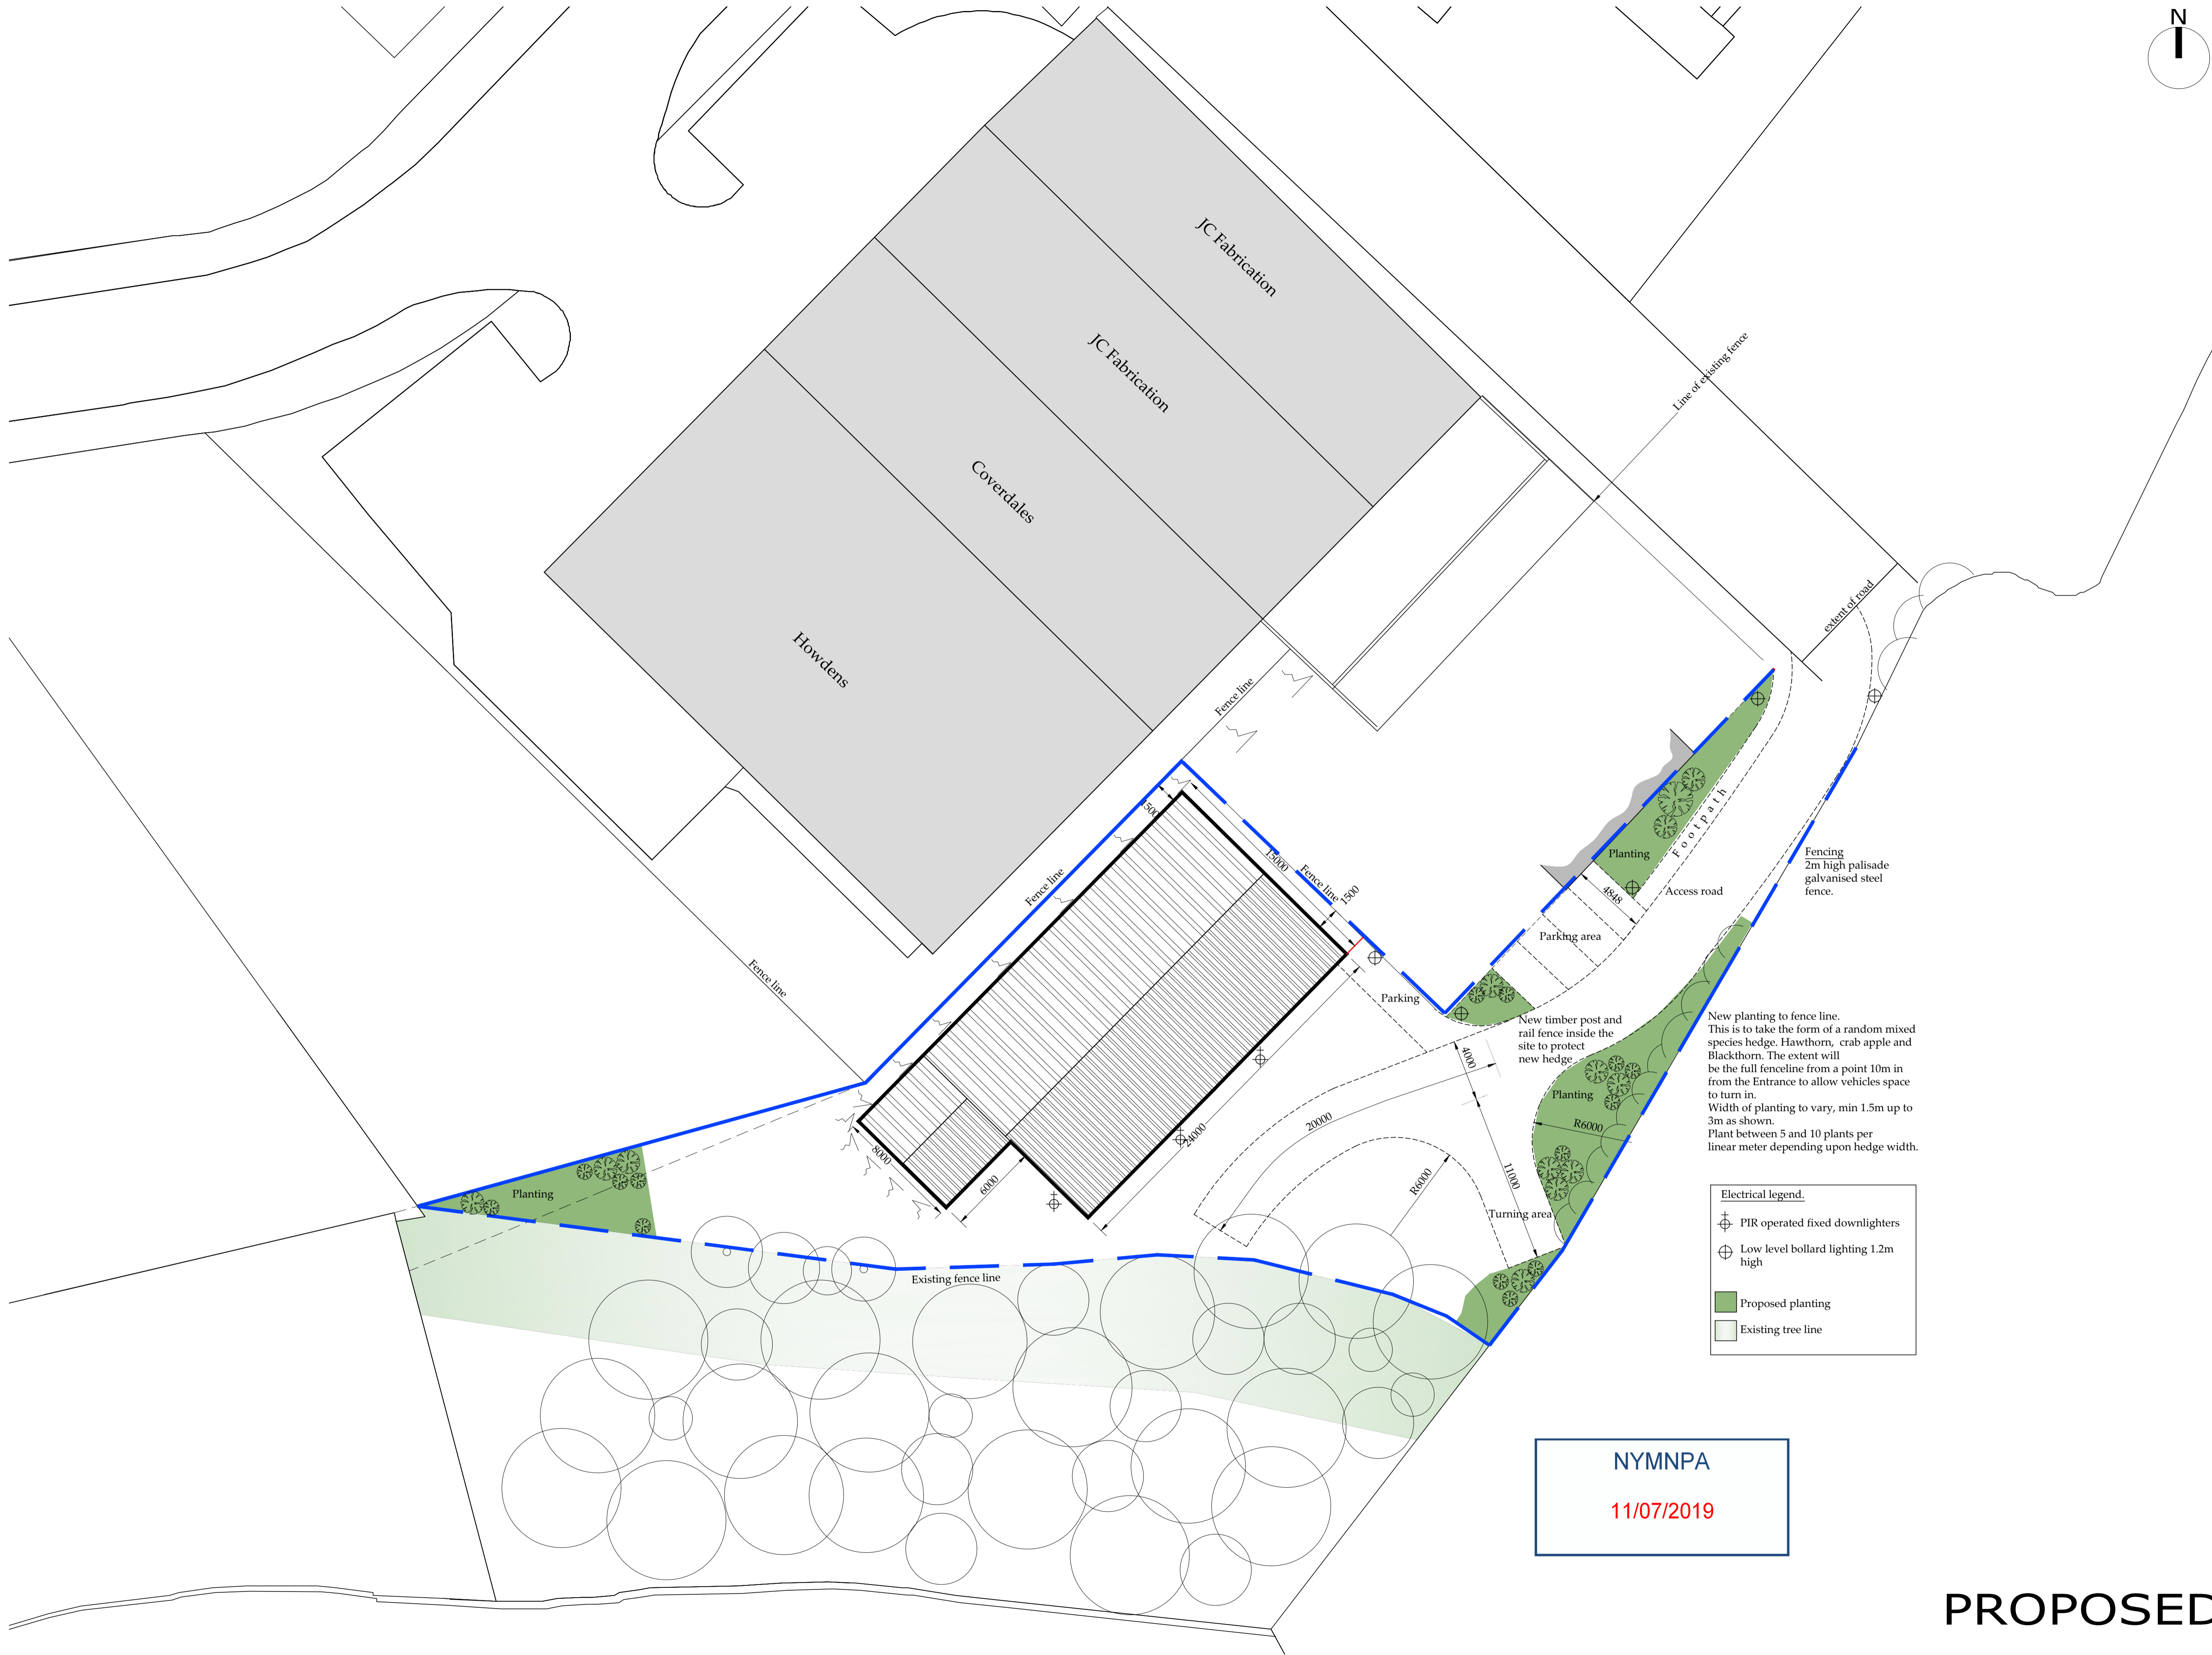 N
JC Fabrication
JC Fabrication
Coverdales
Howdens
Line of existing fence
extent of road
Fence line
Fence line
Fence line
Fence line
1500
15000
1500
Planting
Footpath
4848
Access road
Parking area
Parking
Fencing
2m high palisade
galvanised steel
fence.
New timber post and
rail fence inside the
site to protect
new hedge
New planting to fence line.
This is to take the form of a random mixed
species hedge. Hawthorn, crab apple and
Blackthorn. The extent will
be the full fenceline from a point 10m in
from the Entrance to allow vehicles space
to turn in.
Width of planting to vary, min 1.5m up to
3m as shown.
Plant between 5 and 10 plants per
linear meter depending upon hedge width.
4000
20000
Planting
R6000
24000
8000
6000
R6000
11000
Turning area
Planting
Existing fence line
Electrical legend.
PIR operated fixed downlighters
Low level bollard lighting 1.2m
high
Proposed planting
Existing tree line
NYMNPA
11/07/2019
PROPOSED